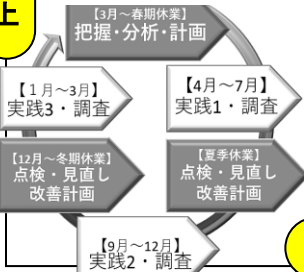 上
【3月～春期休業】
把握・分析・計画
【4月～7月】
実践1・調査
【夏季休業】
点検・見直し
改善計画
【9月～12月】
実践2・調査
【12月～冬期休業】
点検・見直し
改善計画
【1月～3月】
実践3・調査